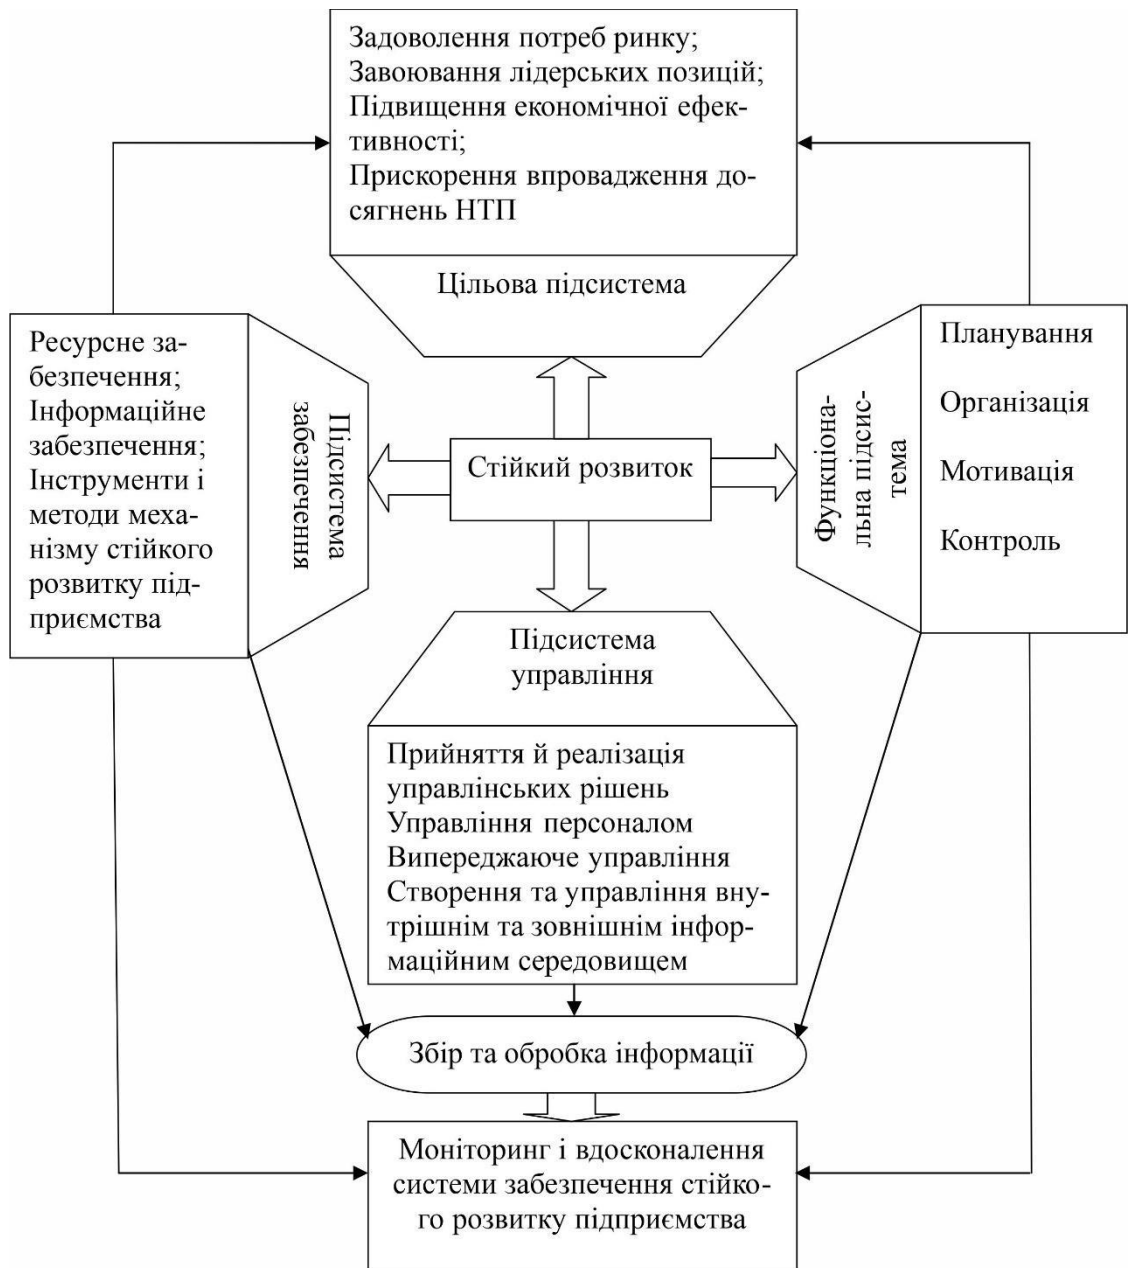 Задоволення потреб ринку;
Завоювання лідерських позицій;
Підвищення економічної ефек-
тивності;
Прискорення впровадження до-
сягнень НТП
Цільова підсистема
Ресурсне за-
безпечення;
Інформаційне
забезпечення;
Інструменти і
методи меха-
нізму стійкого
розвитку під-
приємства
Підсистема
забезпечення
Стійкий розвиток
Функціона-
льна підсис-
тема
Планування
Організація
Мотивація
Контроль
Підсистема
управління
Прийняття й реалізація
управлінських рішень
Управління персоналом
Випереджаюче управління
Створення та управління вну-
трішнім та зовнішнім інфор-
маційним середовищем
Збір та обробка інформації
Моніторинг і вдосконалення
системи забезпечення стійко-
го розвитку підприємства